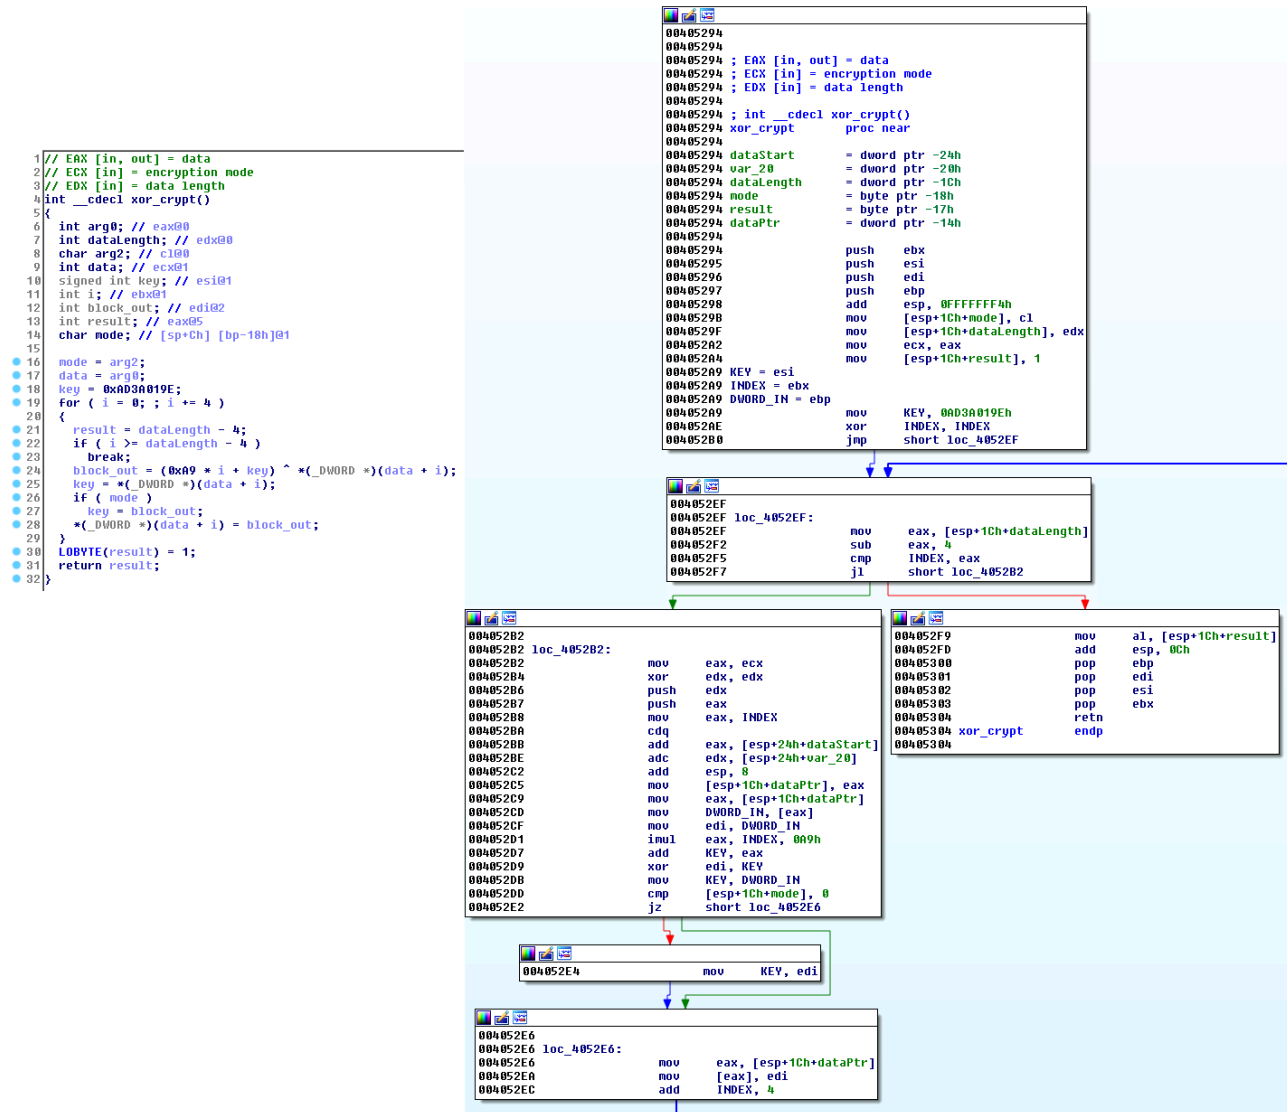 1 // EAX [in, out] = data
2 // ECX [in] = encryption mode
3 // EDX [in] = data length
4 int __cdecl xor_crypt()
5 {
6 int arg0; // eax@0
7 int dataLength; // edx@0
8 char arg2; // cl@0
9 int data; // ecx@1
10 signed int key; // esi@1
11 int i; // ebx@1
12 int block_out; // edi@2
13 int result; // eax@5
14 char mode; // [sp+Ch] [bp-18h]@1
15
16 mode = arg2;
17 data = arg0;
18 key = 0xAD3A019E;
19 for ( i = 0; ; i += 4 )
20 {
21 result = dataLength - 4;
22 if ( i >= dataLength - 4 )
23 break;
24 block_out = (0xA9 * i + key) ^ *(_DWORD *)(data + i);
25 key = *(_DWORD *)(data + i);
26 if ( mode )
27 key = block_out;
28 *(_DWORD *)(data + i) = block_out;
29 }
30 LOBYTE(result) = 1;
31 return result;
32 }
00405294
00405294
00405294 ; EAX [in, out] = data
00405294 ; ECX [in] = encryption mode
00405294 ; EDX [in] = data length
00405294
00405294 ; int __cdecl xor_crypt()
00405294 xor_crypt proc near
00405294
00405294 dataStart = dword ptr -24h
00405294 var_20 = dword ptr -20h
00405294 dataLength = dword ptr -1Ch
00405294 mode = byte ptr -18h
00405294 result = byte ptr -17h
00405294 dataPtr = dword ptr -14h
00405294
00405294 push ebx
00405295 push esi
00405296 push edi
00405297 push ebp
00405298 add esp, 0FFFFFFF4h
0040529B mov [esp+1Ch+mode], cl
0040529F mov [esp+1Ch+dataLength], edx
004052A2 mov ecx, eax
004052A4 mov [esp+1Ch+result], 1
004052A9 KEY = esi
004052A9 INDEX = ebx
004052A9 DWORD_IN = ebp
004052A9 mov KEY, 0AD3A019Eh
004052AE xor INDEX, INDEX
004052B0 jmp short loc_4052EF
004052EF
004052EF loc_4052EF:
004052EF mov eax, [esp+1Ch+dataLength]
004052F2 sub eax, 4
004052F5 cmp INDEX, eax
004052F7 jl short loc_4052B2
004052B2
004052B2 loc_4052B2:
004052B2 mov eax, ecx
004052B4 xor edx, edx
004052B6 push edx
004052B7 push eax
004052B8 mov eax, INDEX
004052BA cdq
004052BB add eax, [esp+24h+dataStart]
004052BE adc edx, [esp+24h+var_20]
004052C2 add esp, 8
004052C5 mov [esp+1Ch+dataPtr], eax
004052C9 mov eax, [esp+1Ch+dataPtr]
004052CD mov DWORD_IN, [eax]
004052CF mov edi, DWORD_IN
004052D1 imul eax, INDEX, 0A9h
004052D7 add KEY, eax
004052D9 xor edi, KEY
004052DB mov KEY, DWORD_IN
004052DD cmp [esp+1Ch+mode], 0
004052E2 jz short loc_4052E6
004052F9 mov al, [esp+1Ch+result]
004052FD add esp, 0Ch
00405300 pop ebp
00405301 pop edi
00405302 pop esi
00405303 pop ebx
00405304 retn
00405304 xor_crypt endp
00405304
004052E4 mov KEY, edi
004052E6
004052E6 loc_4052E6:
004052E6 mov eax, [esp+1Ch+dataPtr]
004052EA mov [eax], edi
004052EC add INDEX, 4